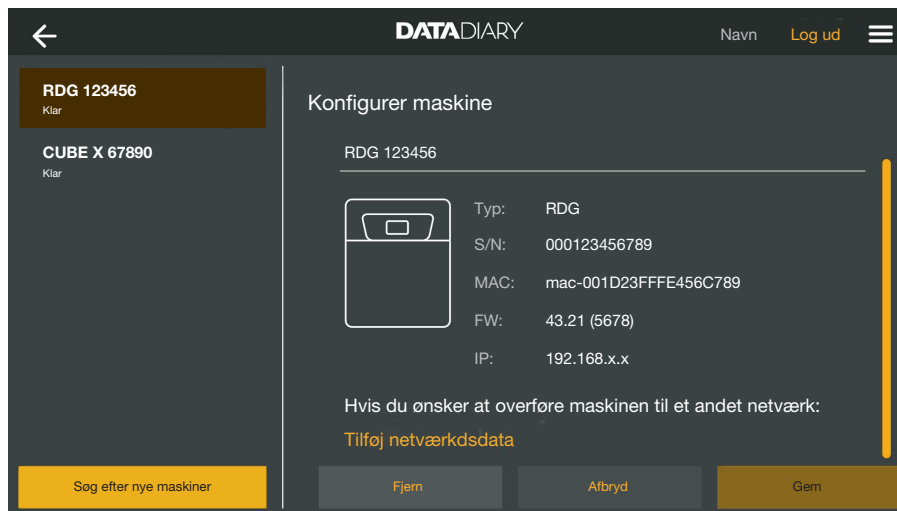 DATADIARY
Navn
Log ud
RDG 123456
Klar
CUBE X 67890
Klar
Søg efter nye maskiner
Konfigurer maskine
RDG 123456
Typ: RDG
S/N: 000123456789
MAC: mac-001D23FFFE456C789
FW: 43.21 (5678)
IP: 192.168.x.x
Hvis du ønsker at overføre maskinen til et andet netværk:
Tilføj netværkdsdata
Fjern
Afbryd
Gem